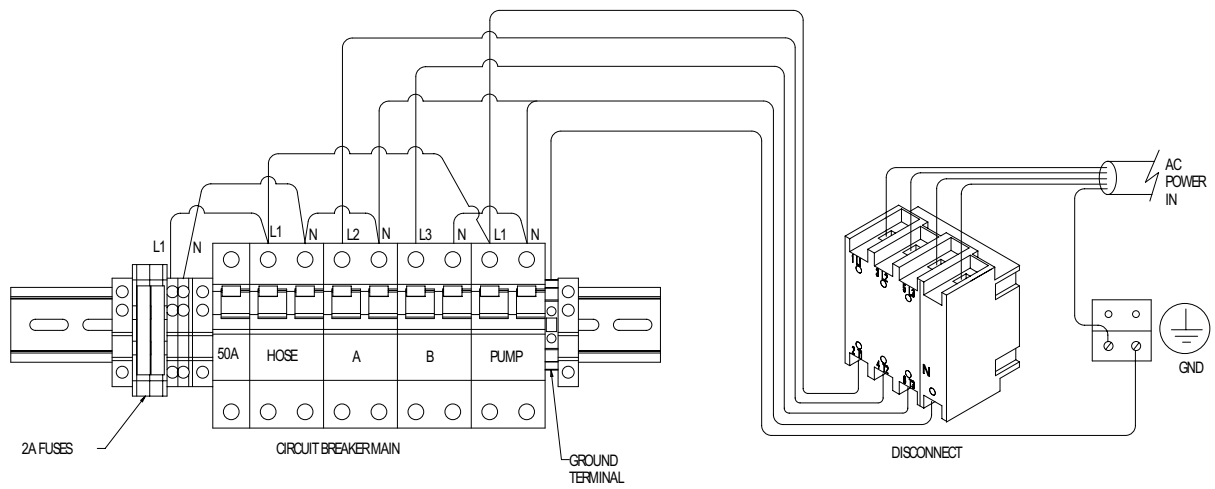 AC
POWER
IN
L1
N
L1
N
L2
N
L3
N
L1
N
50A
HOSE
A
B
PUMP
N
GND
2A FUSES
CIRCUIT BREAKER MAIN
GROUND
TERMINAL
DISCONNECT